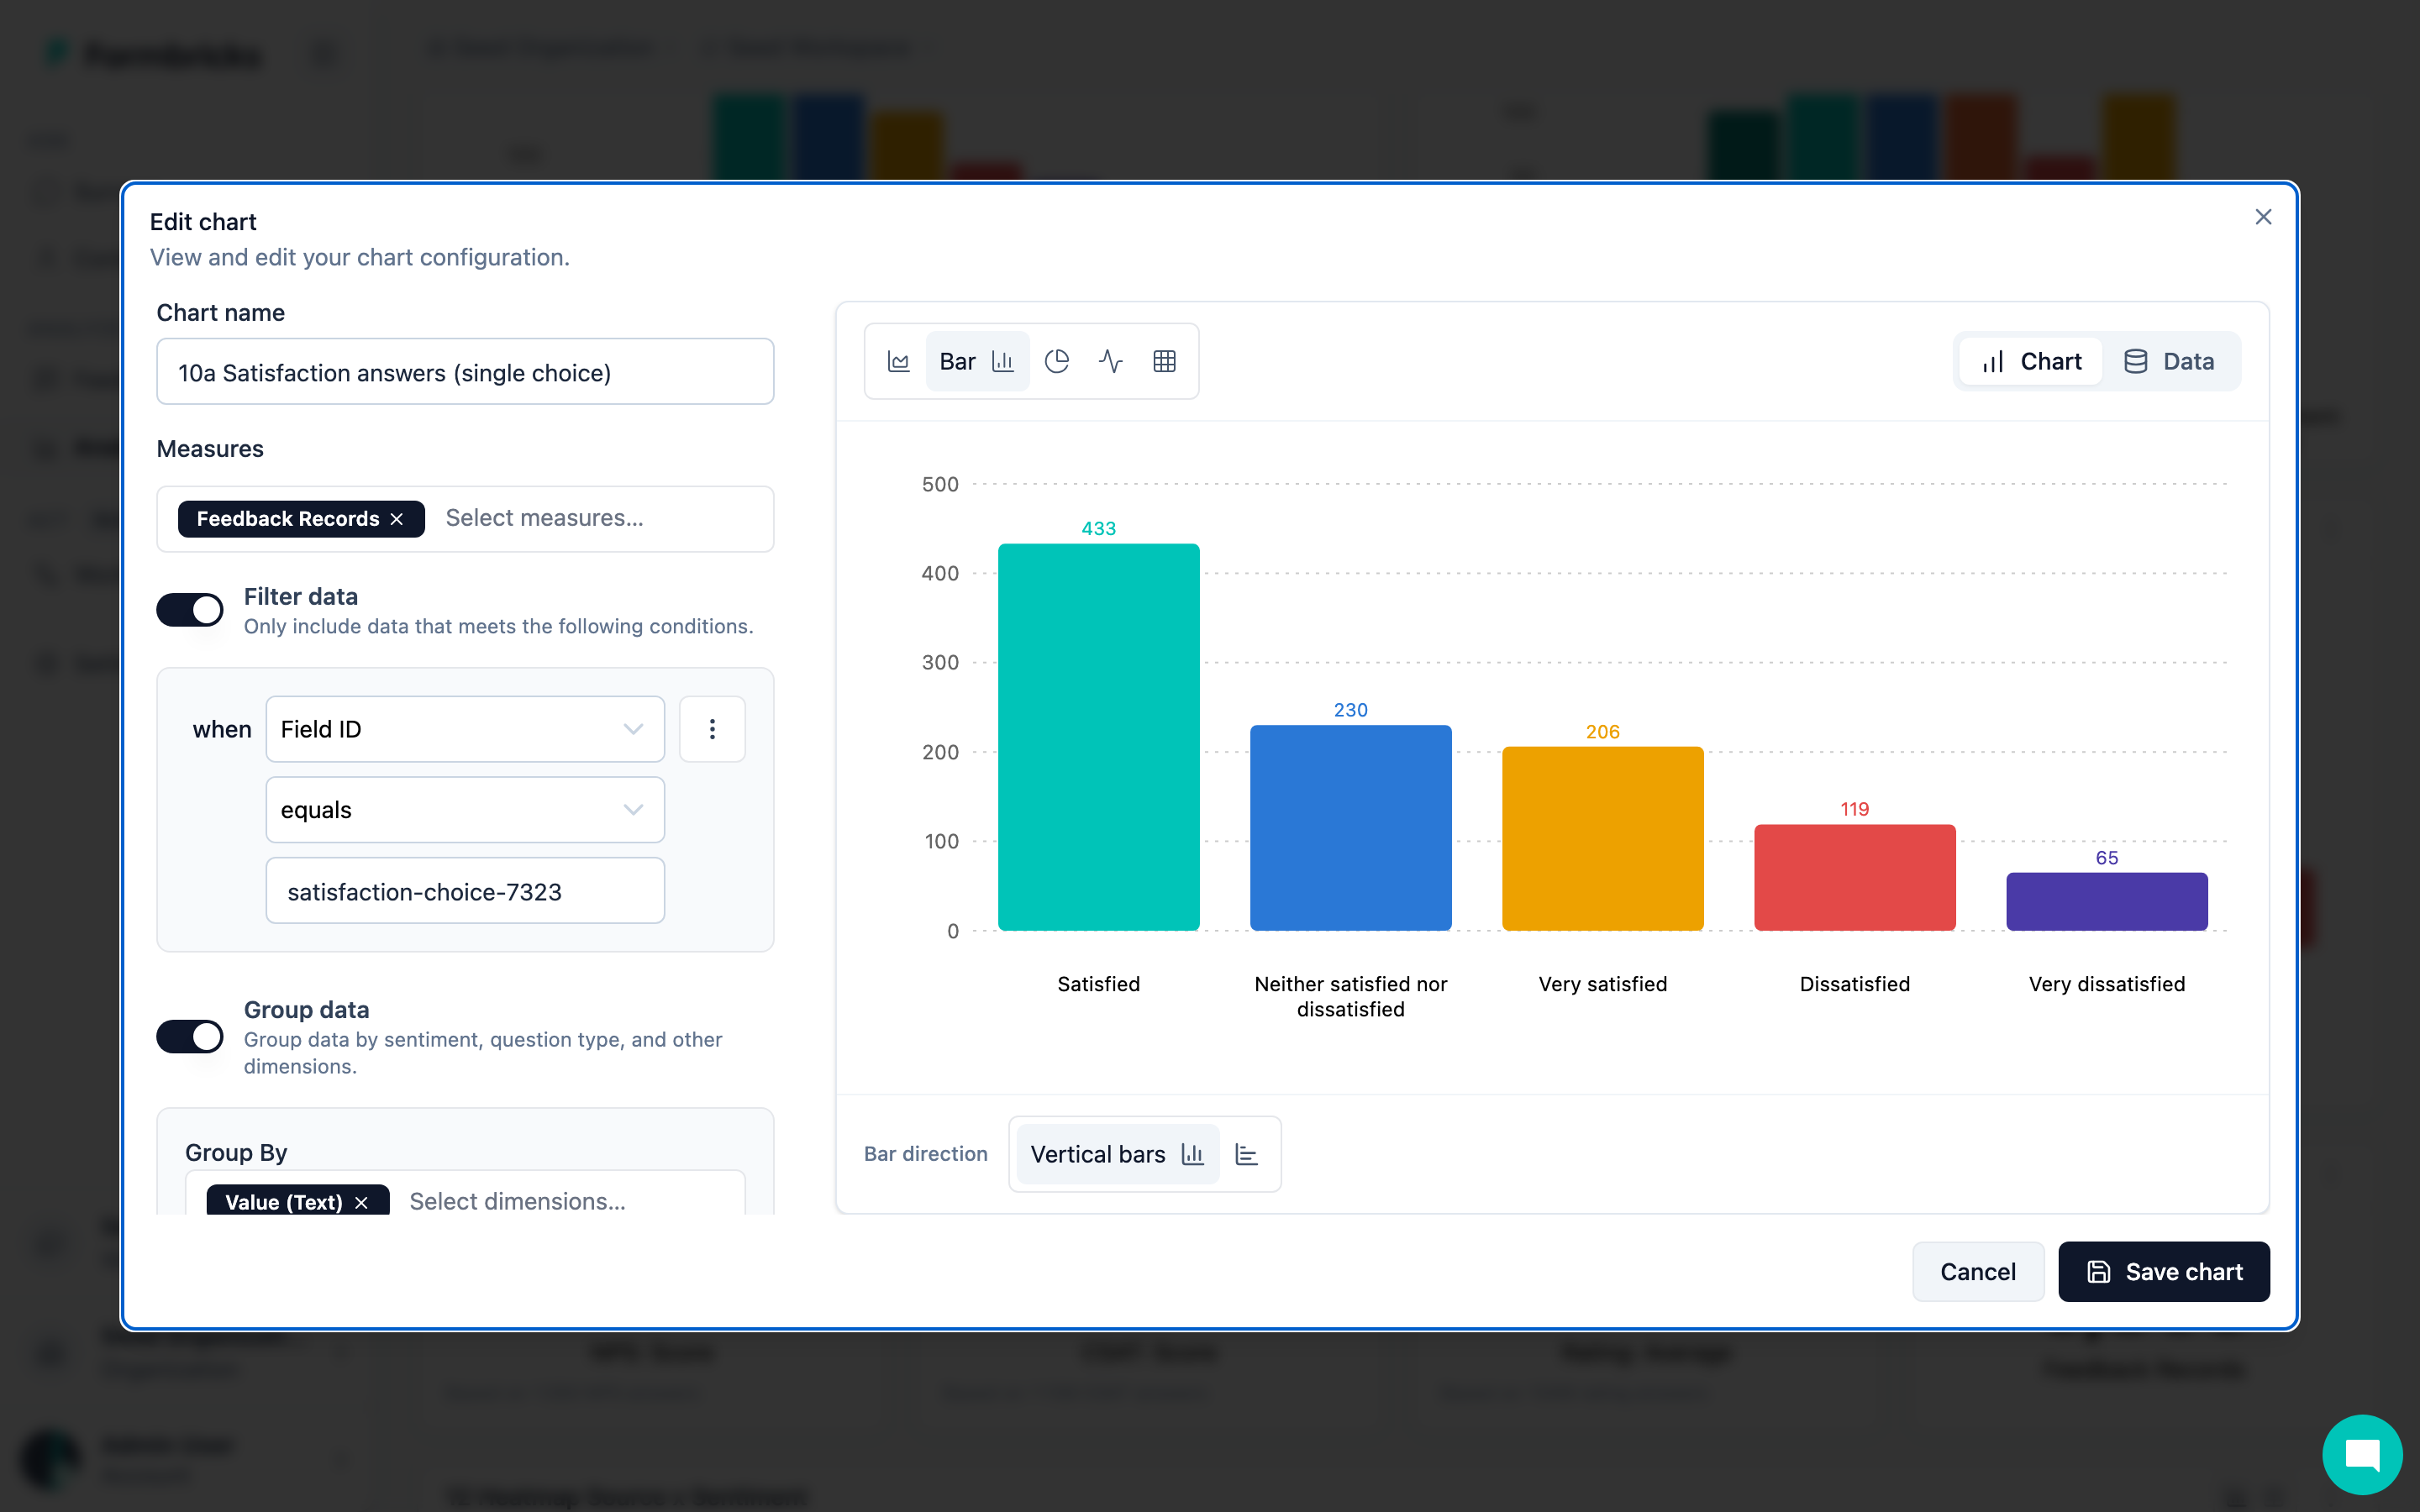 Edit chart
View and edit your chart configuration.
Chart name
10a Satisfaction answers (single choice)
Measures
Feedback Records
Select measures...
Filter data
Only include data that meets the following conditions.
when
Field ID
equals
satisfaction-choice-7323
Group data
Group data by sentiment, question type, and other
dimensions.
Group By
Value (Text)
Select dimensions...
Bar
Chart
Data
500
400
300
200
100
0
433
230
206
119
65
Satisfied
Neither satisfied nor
dissatisfied
Very satisfied
Dissatisfied
Very dissatisfied
Bar direction
Vertical bars
Cancel
Save chart